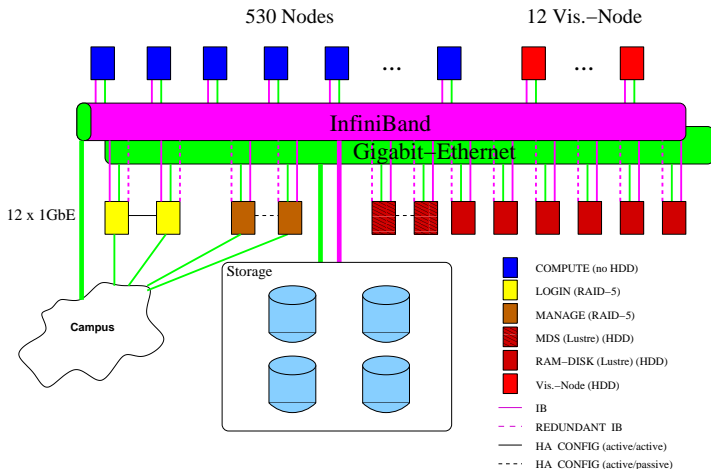 530 Nodes
12 Vis.–Node
...
...
InfiniBand
Gigabit–Ethernet
12 x 1GbE
Storage
Campus
COMPUTE (no HDD)
LOGIN (RAID–5)
MANAGE (RAID–5)
MDS (Lustre) (HDD)
RAM–DISK (Lustre) (HDD)
Vis.–Node (HDD)
IB
REDUNDANT IB
HA CONFIG (active/active)
HA CONFIG (active/passive)